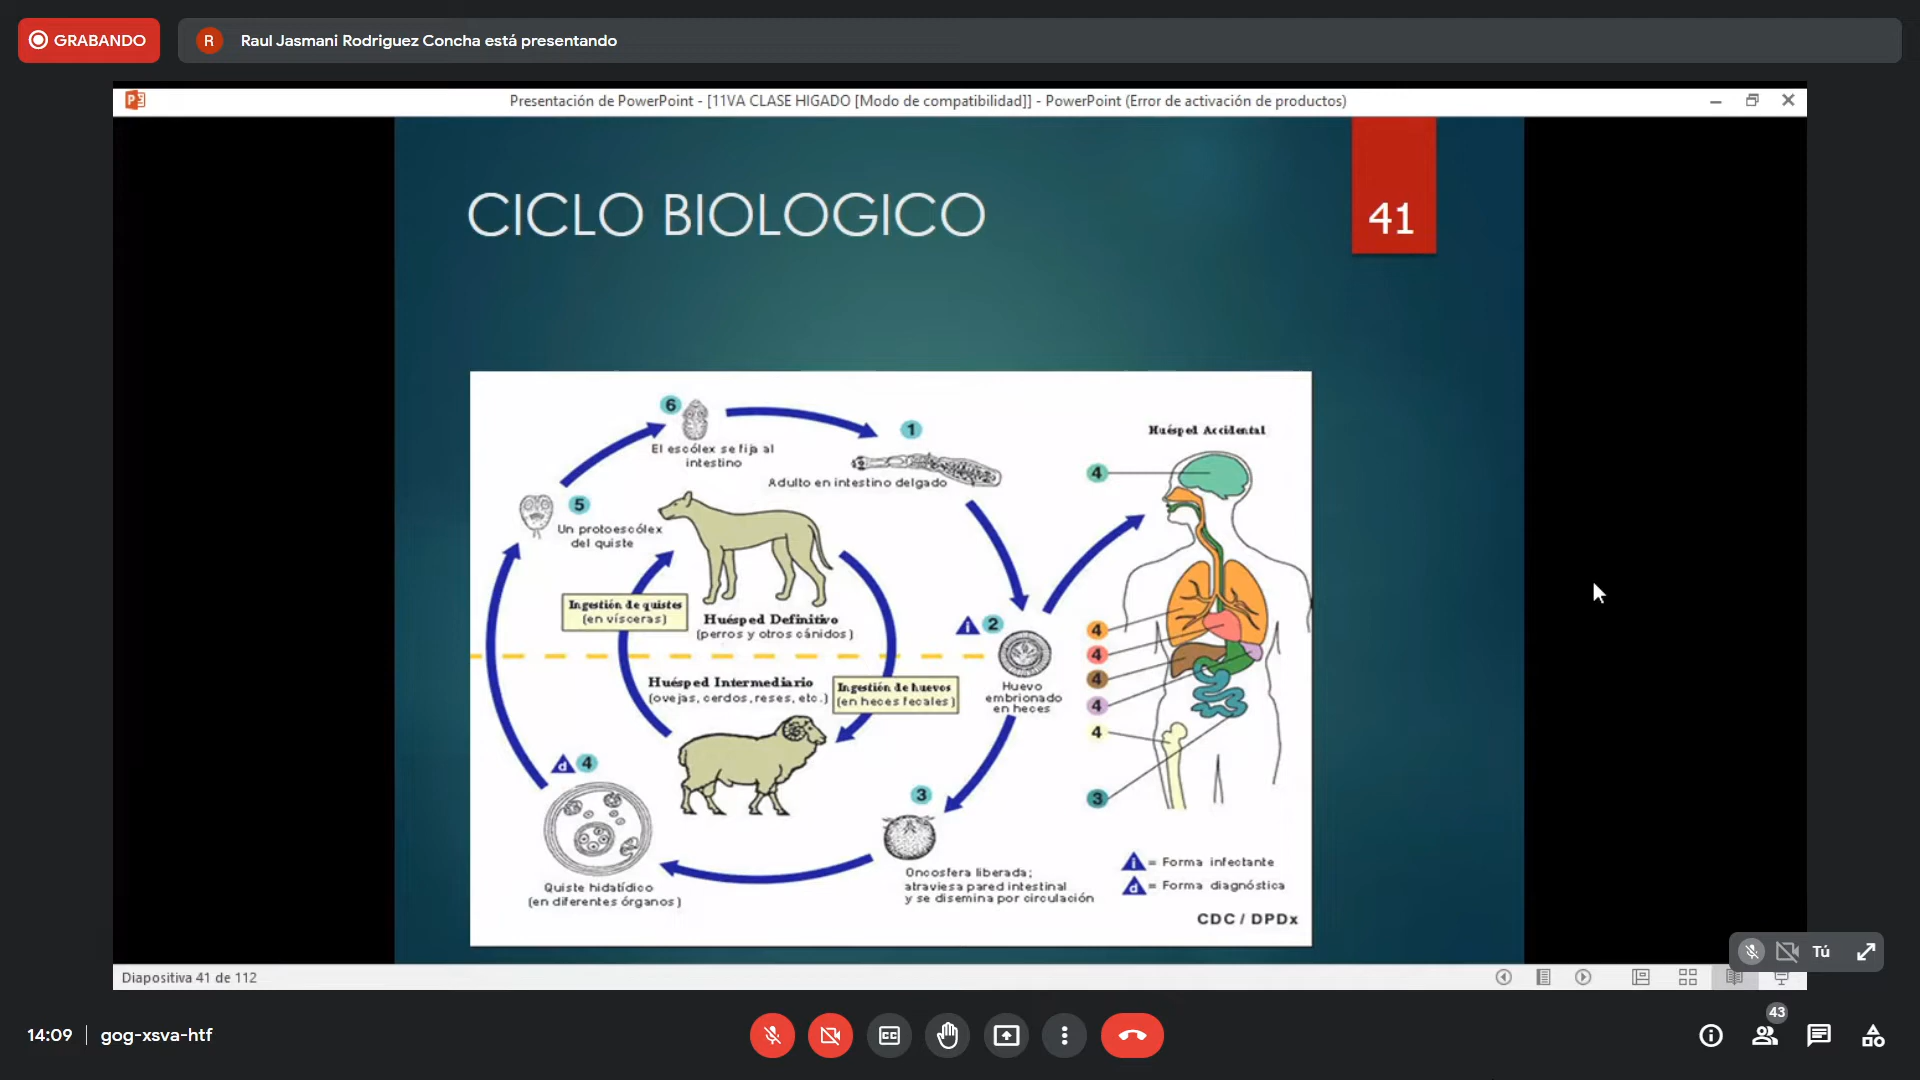 GRABANDO
R
Raul Jasmani Rodriguez Concha está presentando
Presentación de PowerPoint - [11VA CLASE HIGADO [Modo de compatibilidad]] - PowerPoint (Error de activación de productos)
CICLO BIOLOGICO
41
6
El escólex se fija al
intestino
1
Adulto en intestino delgado
5
Un protoescólex
del quiste
Ingestión de quistes
(en vísceras)
Huésped Definitivo
(perros y otros cánidos)
Huésped Intermediario
(ovejas, cerdos, reses, etc.)
Ingestión de huevos
(en heces fecales)
i 2
Huevo
embrionado
en heces
d 4
Quiste hidatídico
(en diferentes órganos)
3
Oncosfera liberada;
atraviesa pared intestinal
y se disemina por circulación
Huésped Accidental
4
4
4
4
4
4
3
i = Forma infectante
d = Forma diagnóstica
CDC / DPDx
Tú
Diapositiva 41 de 112
14:09
gog-xsva-htf
CC
43